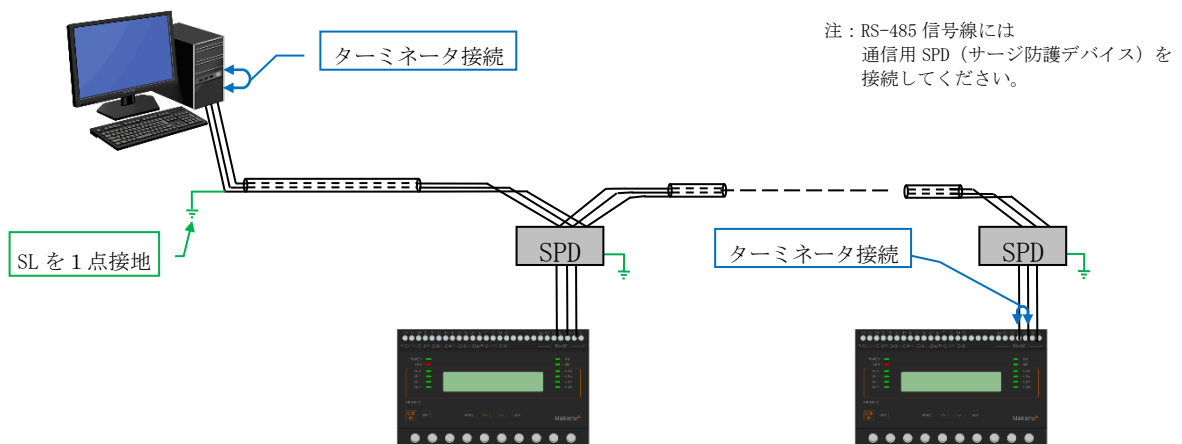 ターミネータ接続
注：RS-485 信号線には
通信用 SPD（サージ防護デバイス）を
接続してください。
SL を１点接地
SPD
ターミネータ接続
SPD
Wakaru+
Wakaru+